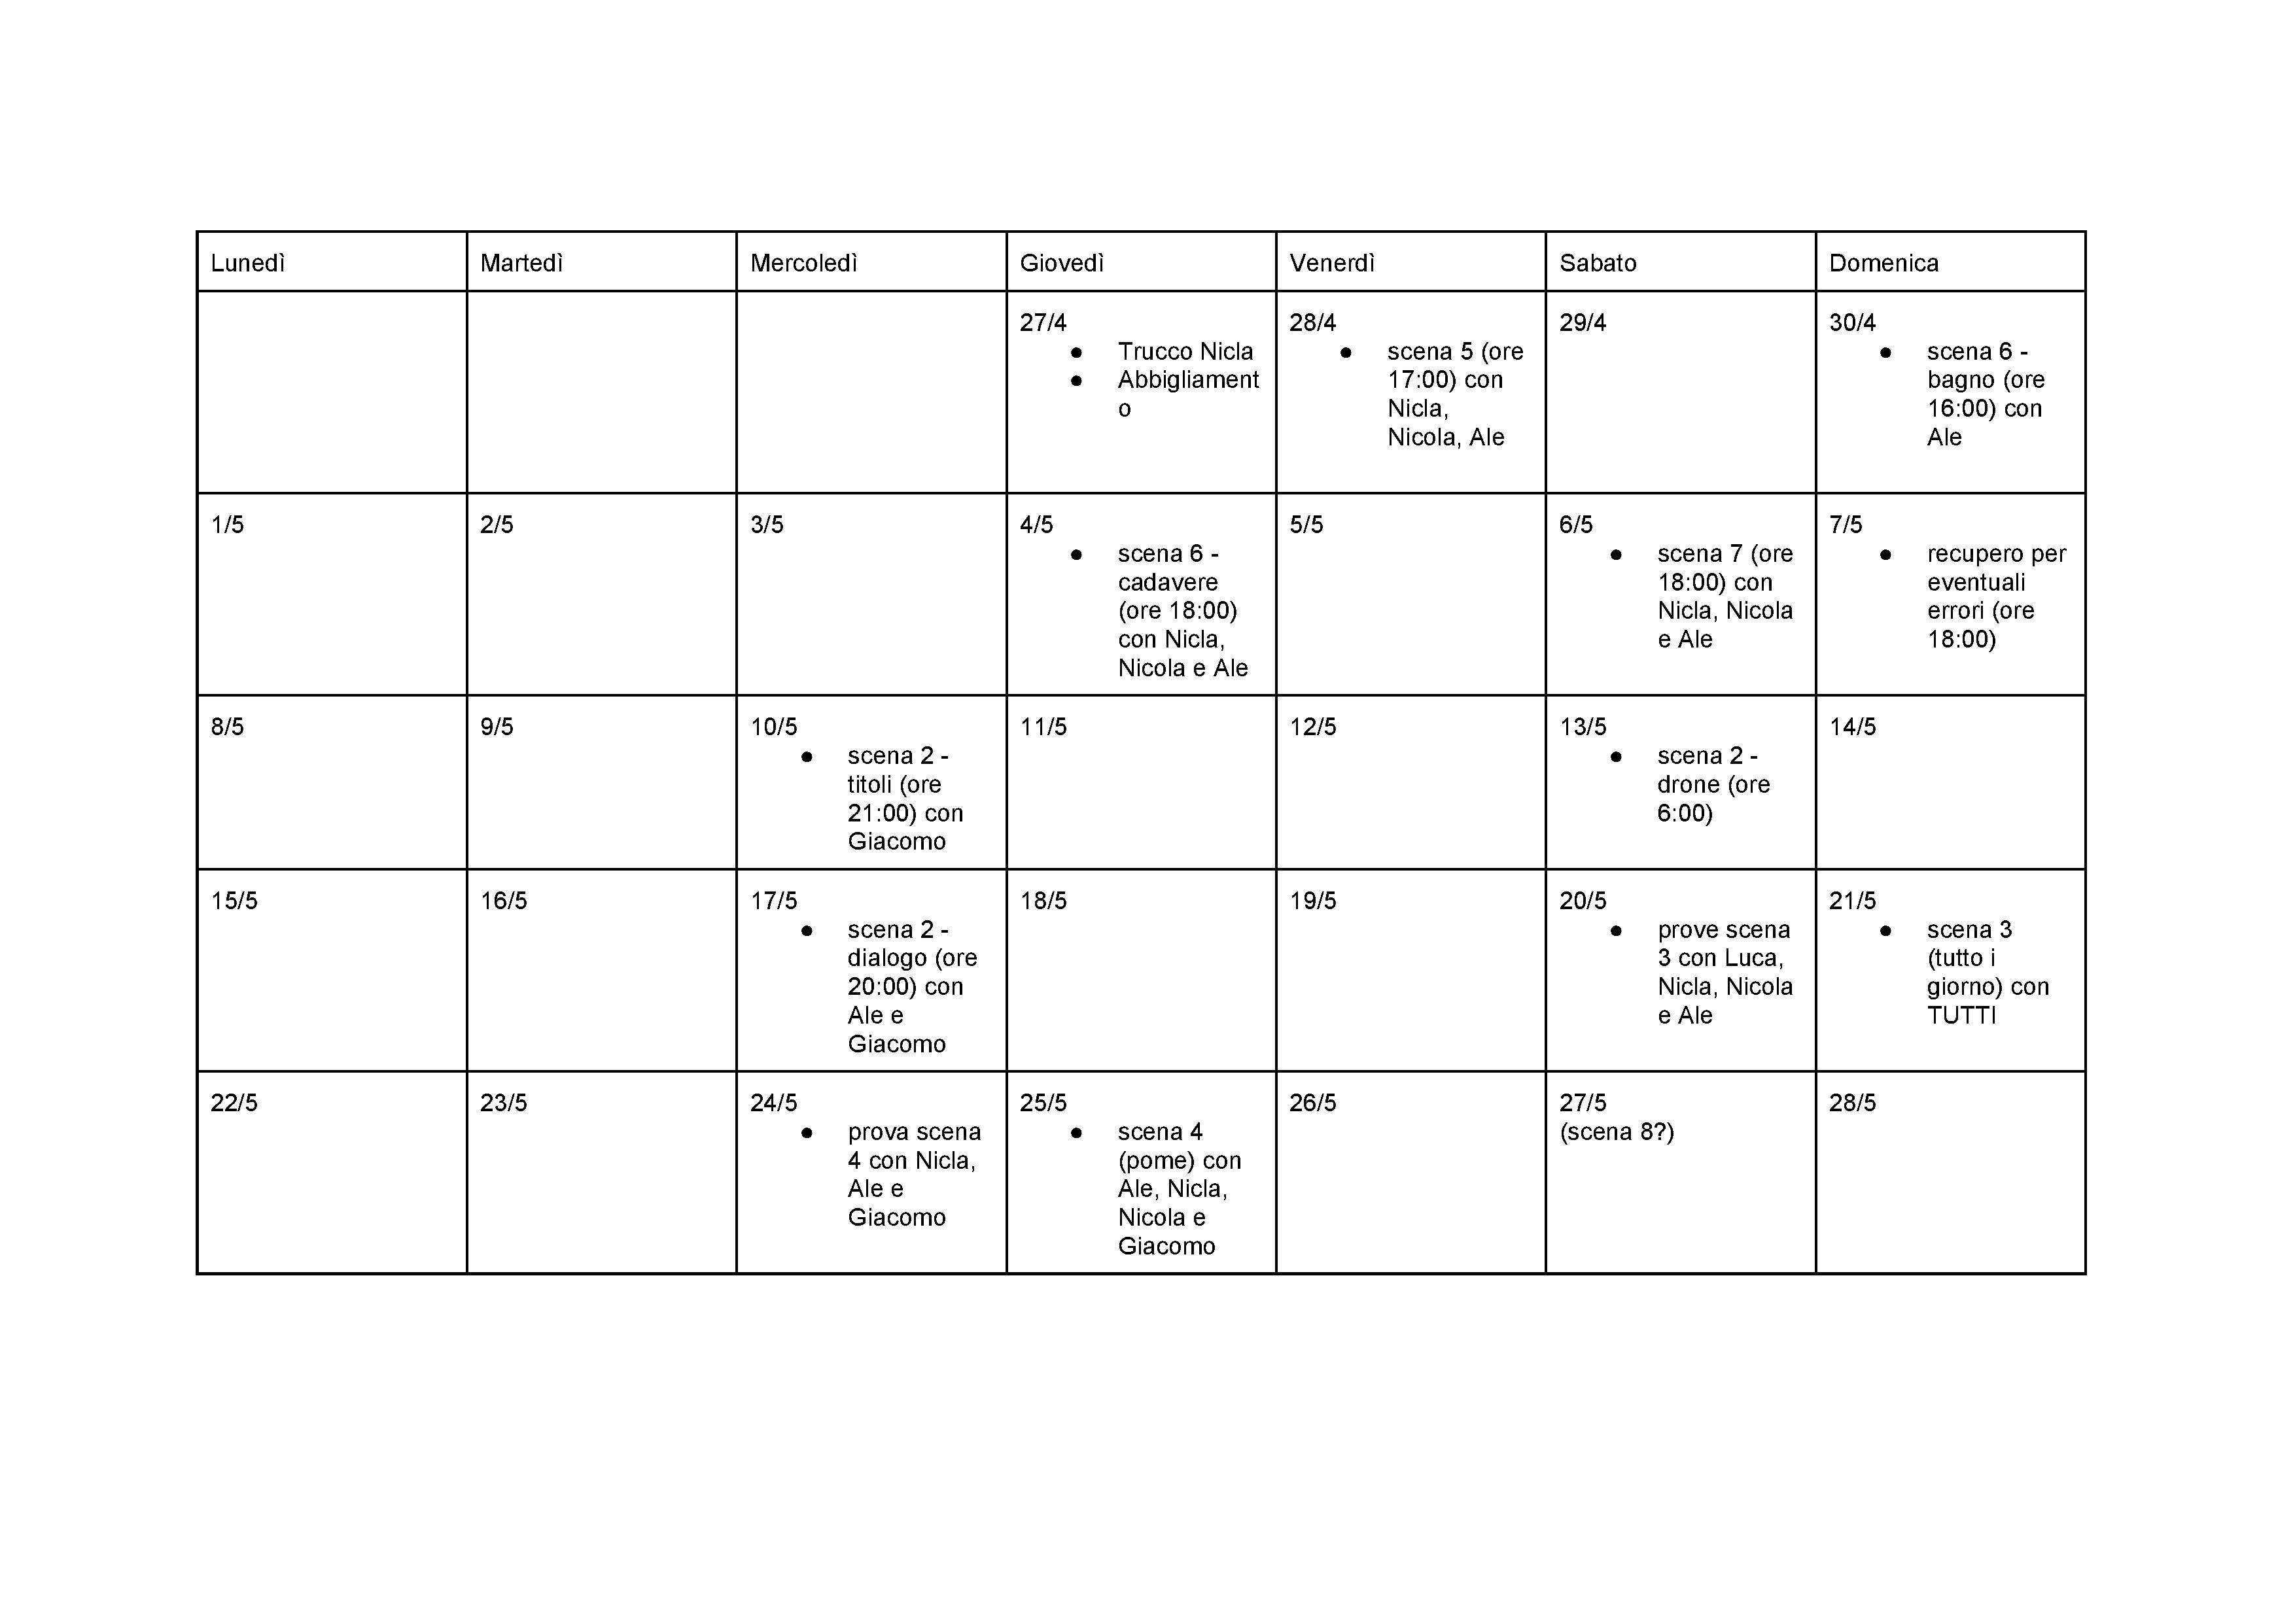 Lunedì
Martedì
Mercoledì
Giovedì
Venerdì
Sabato
Domenica
27/4
● Trucco Nicla
● Abbigliament
o
28/4
● scena 5 (ore
17:00) con
Nicla,
Nicola, Ale
29/4
30/4
● scena 6 -
bagno (ore
16:00) con
Ale
1/5
2/5
3/5
4/5
● scena 6 -
cadavere
(ore 18:00)
con Nicla,
Nicola e Ale
5/5
6/5
● scena 7 (ore
18:00) con
Nicla, Nicola
e Ale
7/5
● recupero per
eventuali
errori (ore
18:00)
8/5
9/5
10/5
● scena 2 -
titoli (ore
21:00) con
Giacomo
11/5
12/5
13/5
● scena 2 -
drone (ore
6:00)
14/5
15/5
16/5
17/5
● scena 2 -
dialogo (ore
20:00) con
Ale e
Giacomo
18/5
19/5
20/5
● prove scena
3 con Luca,
Nicla, Nicola
e Ale
21/5
● scena 3
(tutto i
giorno) con
TUTTI
22/5
23/5
24/5
● prova scena
4 con Nicla,
Ale e
Giacomo
25/5
● scena 4
(pome) con
Ale, Nicla,
Nicola e
Giacomo
26/5
27/5
(scena 8?)
28/5